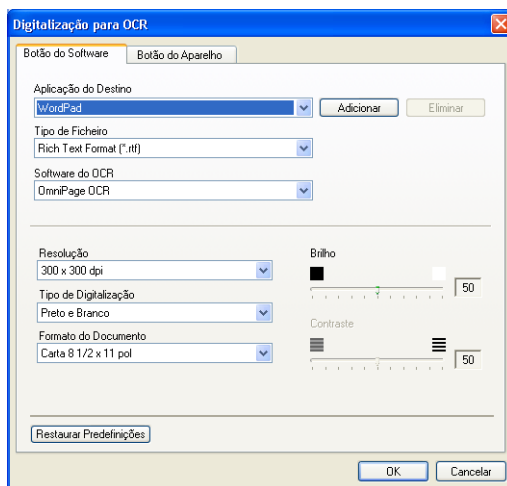 Digitalização para OCR
Botão do Software Botão do Aparelho
Aplicação do Destino
WordPad Adicionar Eliminar
Tipo de Ficheiro
Rich Text Format (*.rtf)
Software do OCR
OmniPage OCR
Resolução Brilho
300 x 300 dpi
50
Tipo de Digitalização
Preto e Branco
Contraste
Formato do Documento
Carta 8 1/2 x 11 pol
50
Restaurar Predefinições
OK Cancelar